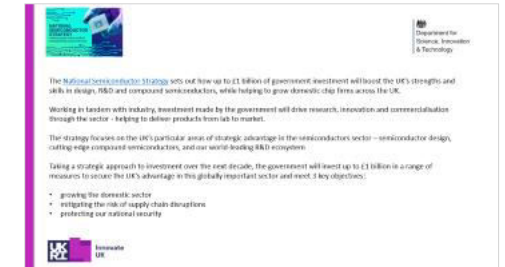 NATIONAL
SEMICONDUCTOR
STRATEGY
Department for
Science, Innovation
& Technology
The National Semiconductor Strategy sets out how up to £1 billion of government investment will boost the UK's strengths and
skills in design, R&D and compound semiconductors, while helping to grow domestic chip firms across the UK.
Working in tandem with industry, investment made by the government will drive research, innovation and commercialisation
through the sector - helping to deliver products from lab to market.
The strategy focuses on the UK's particular areas of strategic advantage in the semiconductors sector – semiconductor design,
cutting-edge compound semiconductors, and our world-leading R&D ecosystem
Taking a strategic approach to investment over the next decade, the government will invest up to £1 billion in a range of
measures to secure the UK's advantage in this globally important sector and meet 3 key objectives:
• growing the domestic sector
• mitigating the risk of supply chain disruptions
• protecting our national security
UKRI
Innovate
UK